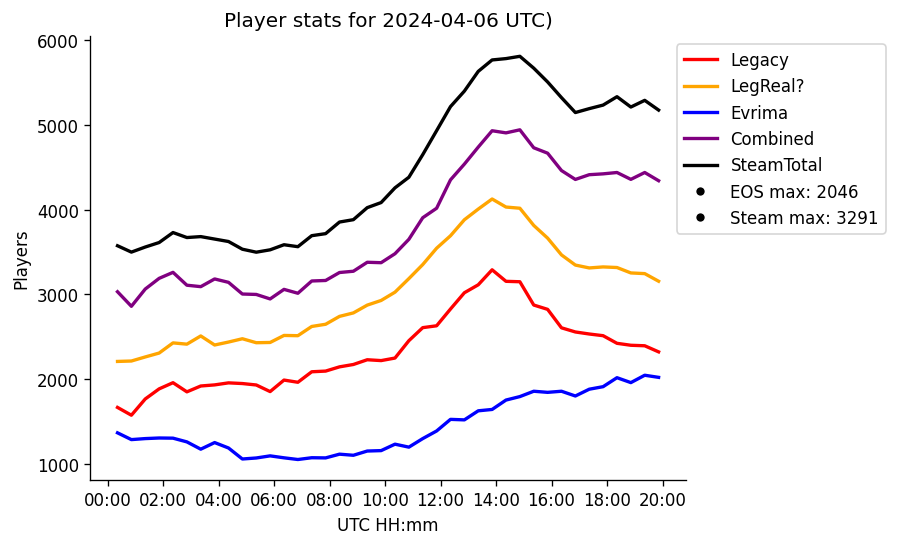 Player stats for 2024-04-06 UTC)
6000
5000
4000
3000
2000
1000
Players
00:00 02:00 04:00 06:00 08:00 10:00 12:00 14:00 16:00 18:00 20:00
UTC HH:mm
Legacy
LegReal?
Evrima
Combined
SteamTotal
EOS max: 2046
Steam max: 3291